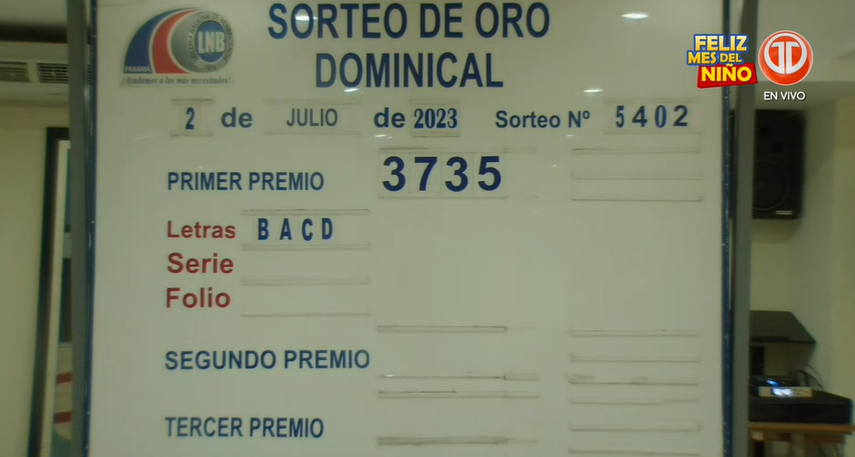 SORTEO DE ORO
DOMINICAL
LNB
PANAMÁ
¡Ayudamos a los más necesitados!
2 de JULIO de 2023 Sorteo Nº 5402
PRIMER PREMIO 3735
Letras BACD
Serie
Folio
SEGUNDO PREMIO
TERCER PREMIO
FELIZ
MES DEL
NIÑO
EN VIVO